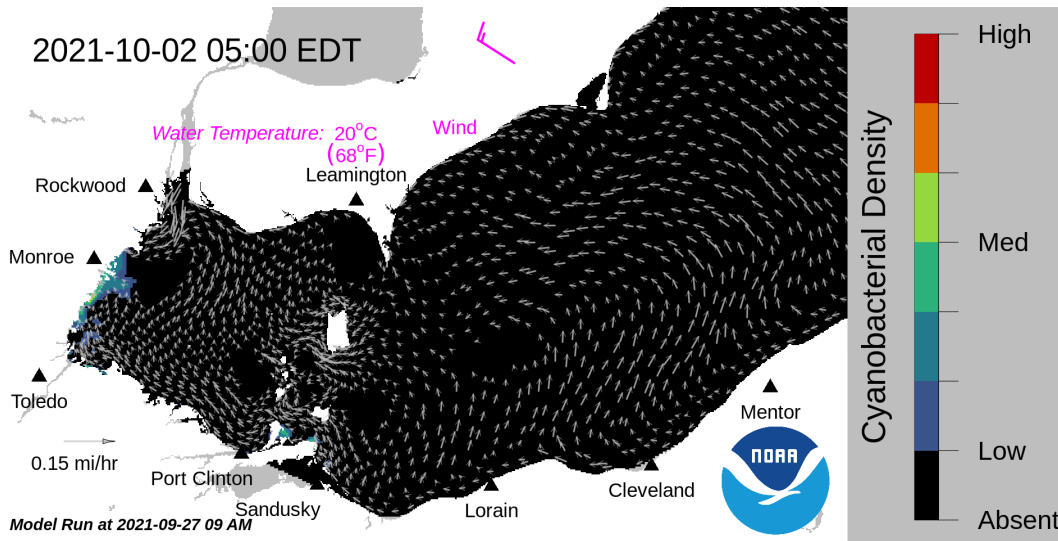 2021-10-02 05:00 EDT
Water Temperature: 20°C
(68°F)
Wind
Leamington
Rockwood
Monroe
Toledo
0.15 mi/hr
Port Clinton
Sandusky
Lorain
Cleveland
Mentor
NOAA
Model Run at 2021-09-27 09 AM
Cyanobacterial Density
High
Med
Low
Absent